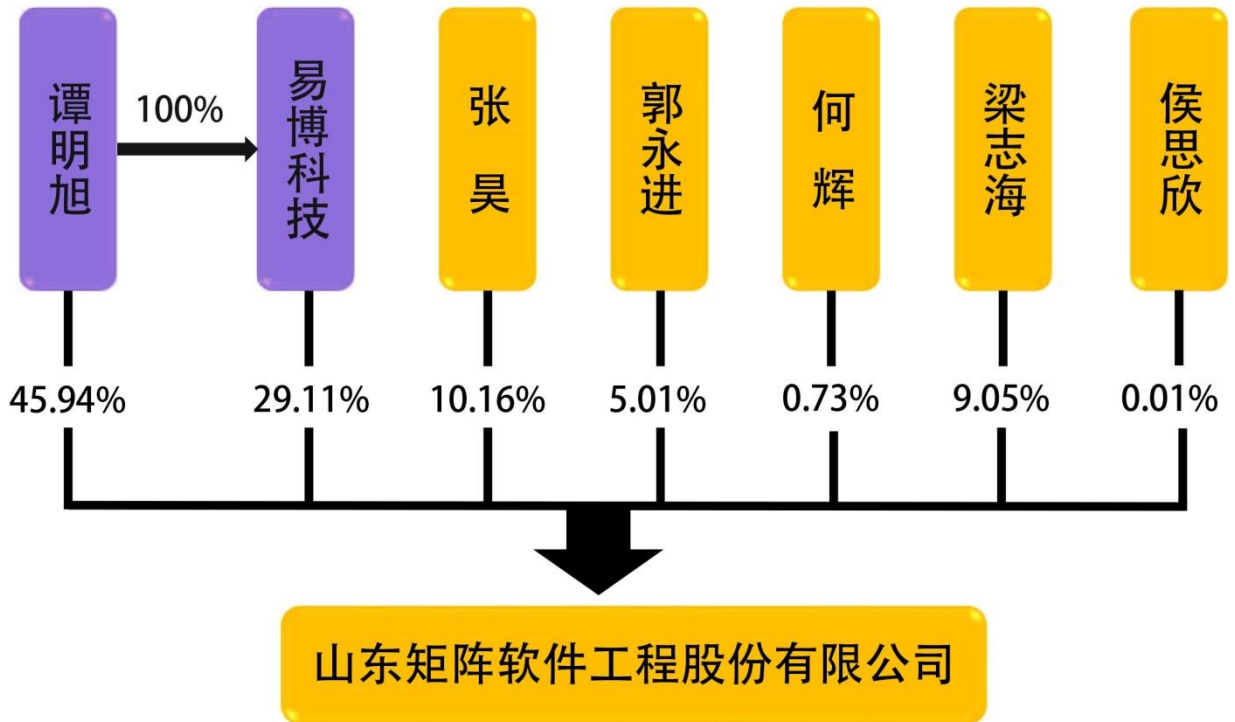 谭明旭
100%
易博科技
张昊
郭永进
何辉
梁志海
侯思欣
45.94%
29.11%
10.16%
5.01%
0.73%
9.05%
0.01%
山东矩阵软件工程股份有限公司